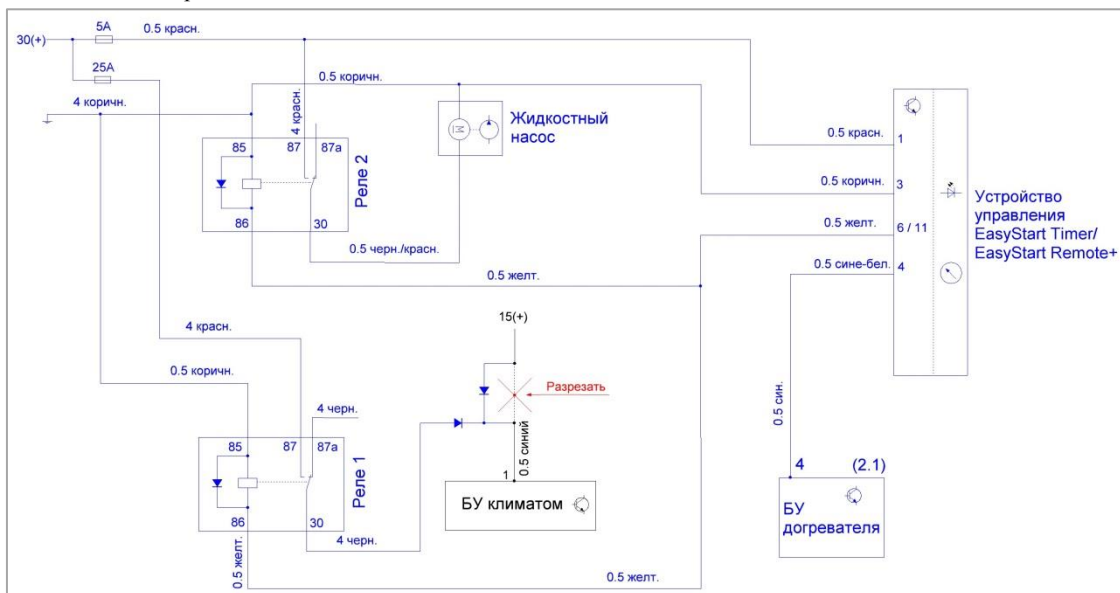 5А
0.5 красн.
30(+)
25А
0.5 коричн.
4 коричн.
4 красн.
Жидкостный
насос
85
87
87а
Реле 2
86
30
0.5 черн./красн.
0.5 желт.
0.5 красн.
1
0.5 коричн.
3
0.5 желт.
6 / 11
0.5 сине-бел.
4
Устройство
управления
EasyStart Timer/
EasyStart Remote+
4 красн.
15(+)
0.5 коричн.
Разрезать
4 черн.
0.5 синий
0.5 син.
85
87
87а
Реле 1
86
30
1
БУ климатом
4
(2.1)
БУ
догревателя
4 черн.
0.5 желт.
0.5 желт.